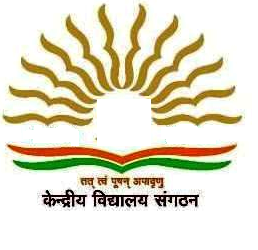 तत् त्वं पूषन् अपावृणु
केन्द्रीय विद्यालय संगठन